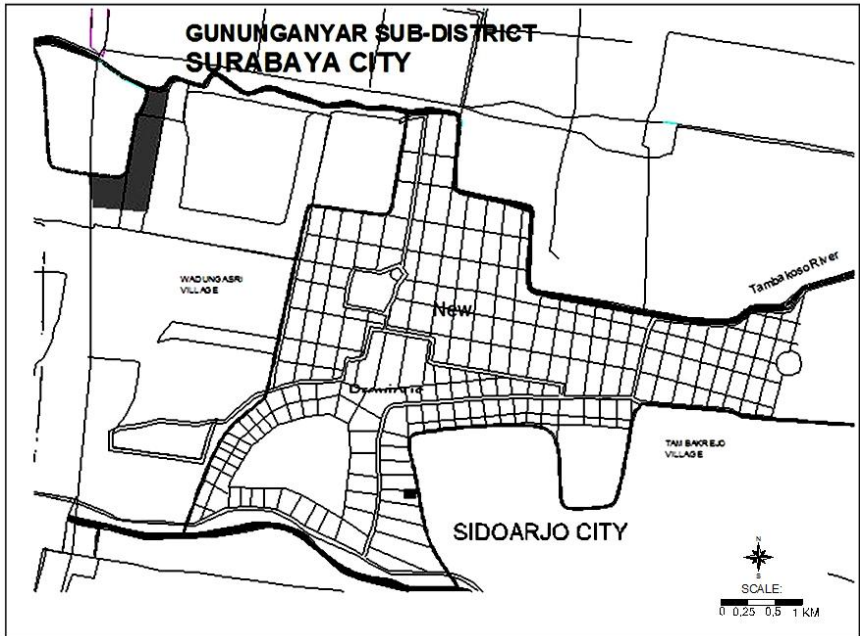 GUNUNGANYAR SUB-DISTRICT
SURABAYA CITY
Tambakoso River
WADUNGASRI
VILLAGE
New
TAMBAKREJO
VILLAGE
SIDOARJO CITY
N
S
SCALE:
0 0,25 0,5 1 KM